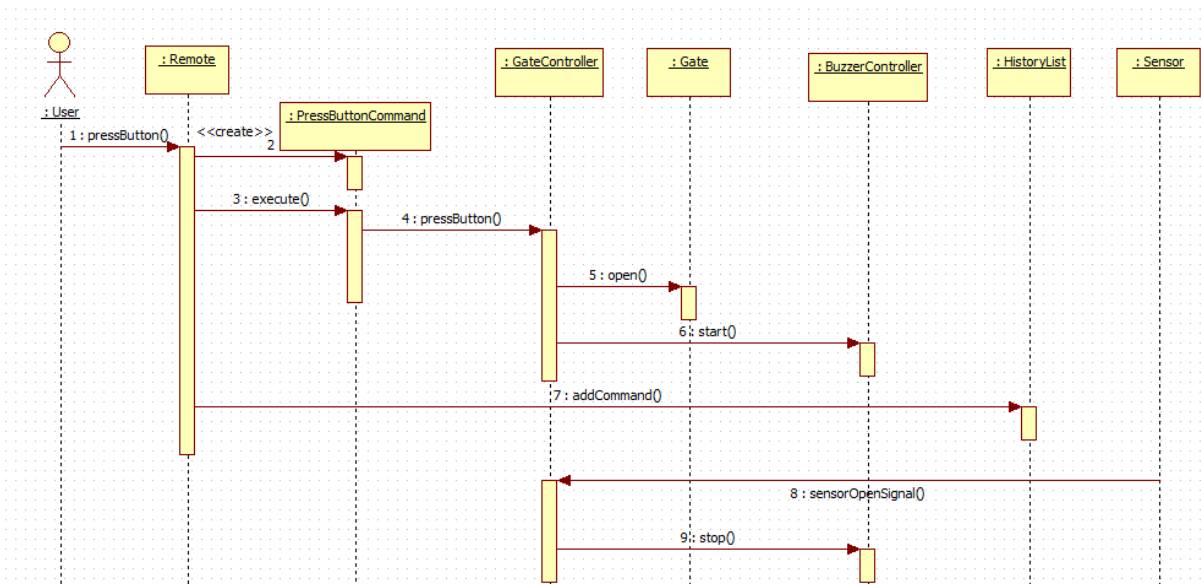 : User
: Remote
: PressButtonCommand
: GateController
: Gate
: BuzzerController
: HistoryList
: Sensor
1 : pressButton()
<<create>>
2
3 : execute()
4 : pressButton()
5 : open()
6 : start()
7 : addCommand()
8 : sensorOpenSignal()
9 : stop()